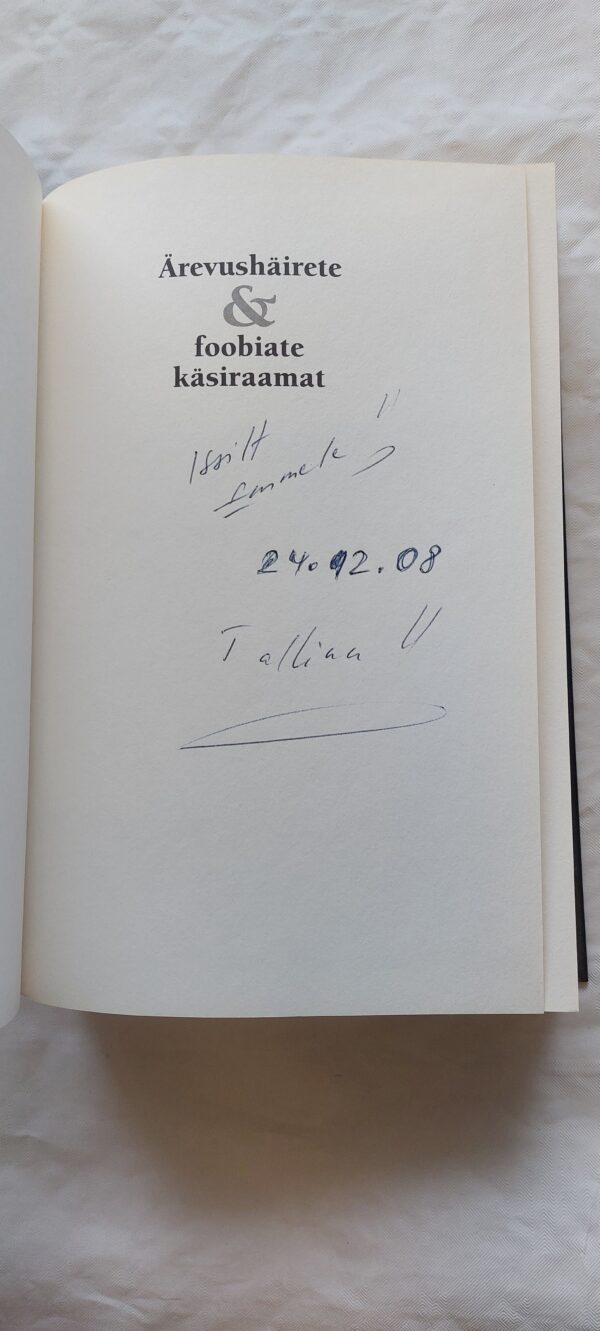 Ärevushäirete
&
foobiate
käsiraamat
Issilt
emmele !!
24.12.08
Tallinn !!